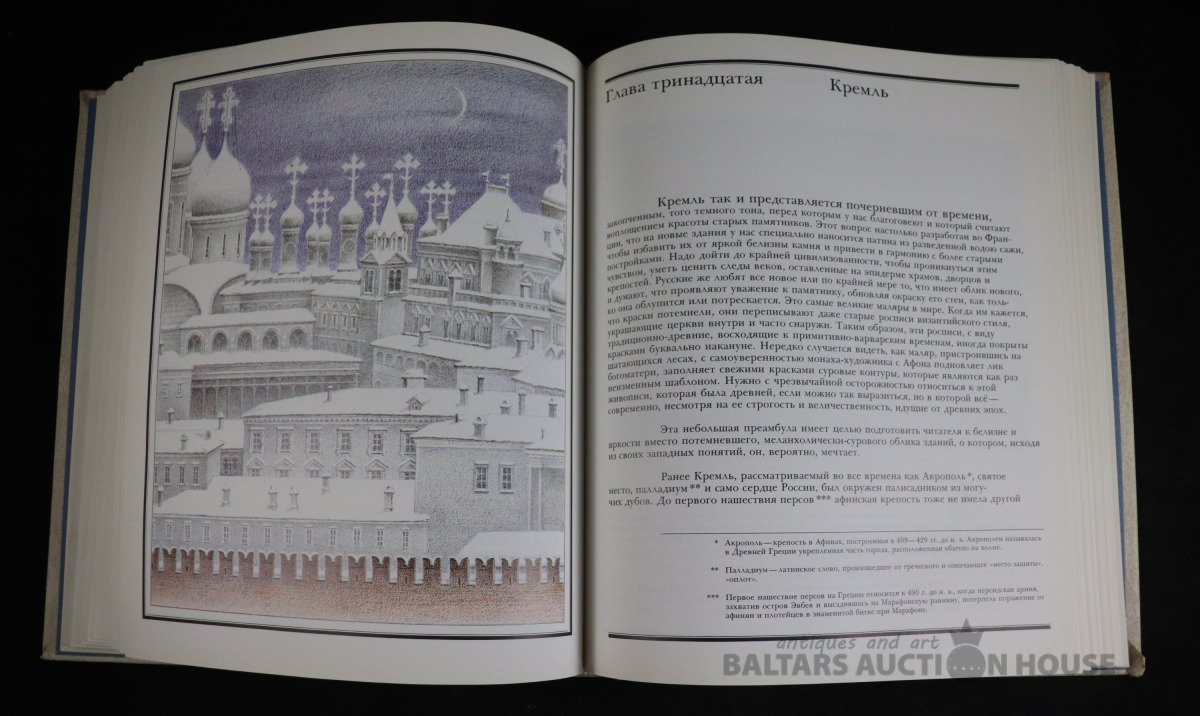 Глава тринадцатая Кремль
Кремль так и представляется почерневшим от времени,
закопченным, того темного тона, перед которым у нас благоговеют и который считают
воплощением красоты старых памятников. Этот вопрос настолько разработан во Фран-
ции, что на новые здания у нас специально наносится патина из разведенной водою сажи,
чтобы избавить их от яркой белизны камня и привести в гармонию с более старыми
постройками. Надо дойти до крайней цивилизованности, чтобы проникнуться этим
чувством, уметь ценить следы веков, оставленные на эпидерме храмов, дворцов и
крепостей. Русские же любят все новое или по крайней мере то, что имеет облик нового,
и думают, что проявляют уважение к памятнику, обновляя окраску его стен, как толь-
ко она облупится или потрескается. Это самые великие маляры в мире. Когда им кажется,
что краски потемнели, они переписывают даже старые росписи византийского стиля,
украшающие церкви внутри и часто снаружи. Таким образом, эти росписи, с виду
традиционно-древние, восходящие к примитивно-варварским временам, иногда покрыты
красками буквально накануне. Нередко случается видеть, как маляр, пристроившись на
шатающихся лесах, с самоуверенностью монаха-художника с Афона подновляет лик
богоматери, заполняет свежими красками суровые контуры, которые являются как раз
неизменным шаблоном. Нужно с чрезвычайной осторожностью относиться к этой
живописи, которая была древней, если можно так выразиться, но в которой всё—
современно, несмотря на ее строгость и величественность, идущие от древних эпох.
Эта небольшая преамбула имеет целью подготовить читателя к белизне и
яркости вместо потемневшего, меланхолически-сурового облика зданий, о котором, исходя
из своих западных понятий, он, вероятно, мечтает.
Ранее Кремль, рассматриваемый во все времена как Акрополь*, святое
место, палладиум** и само сердце России, был окружен палисадником из могу-
чих дубов. До первого нашествия персов*** афинская крепость тоже не имела другой
* Акрополь—крепость в Афинах, построенная в 499—429 гг. до н. э. Акрополем называлась
в Древней Греции укрепленная часть города, расположенная обычно на холме.
** Палладиум—латинское слово, происшедшее от греческого и означающее «место защиты»,
«оплот».
*** Первое нашествие персов на Грецию относится к 490 г. до н. э., когда персидская армия,
захватив остров Эвбея и высадившись на Марафонскую равнину, потерпела поражение от
афинян и платейцев в знаменитой битве при Марафоне.
antiques and art
BALTARS AUCTION HOUSE